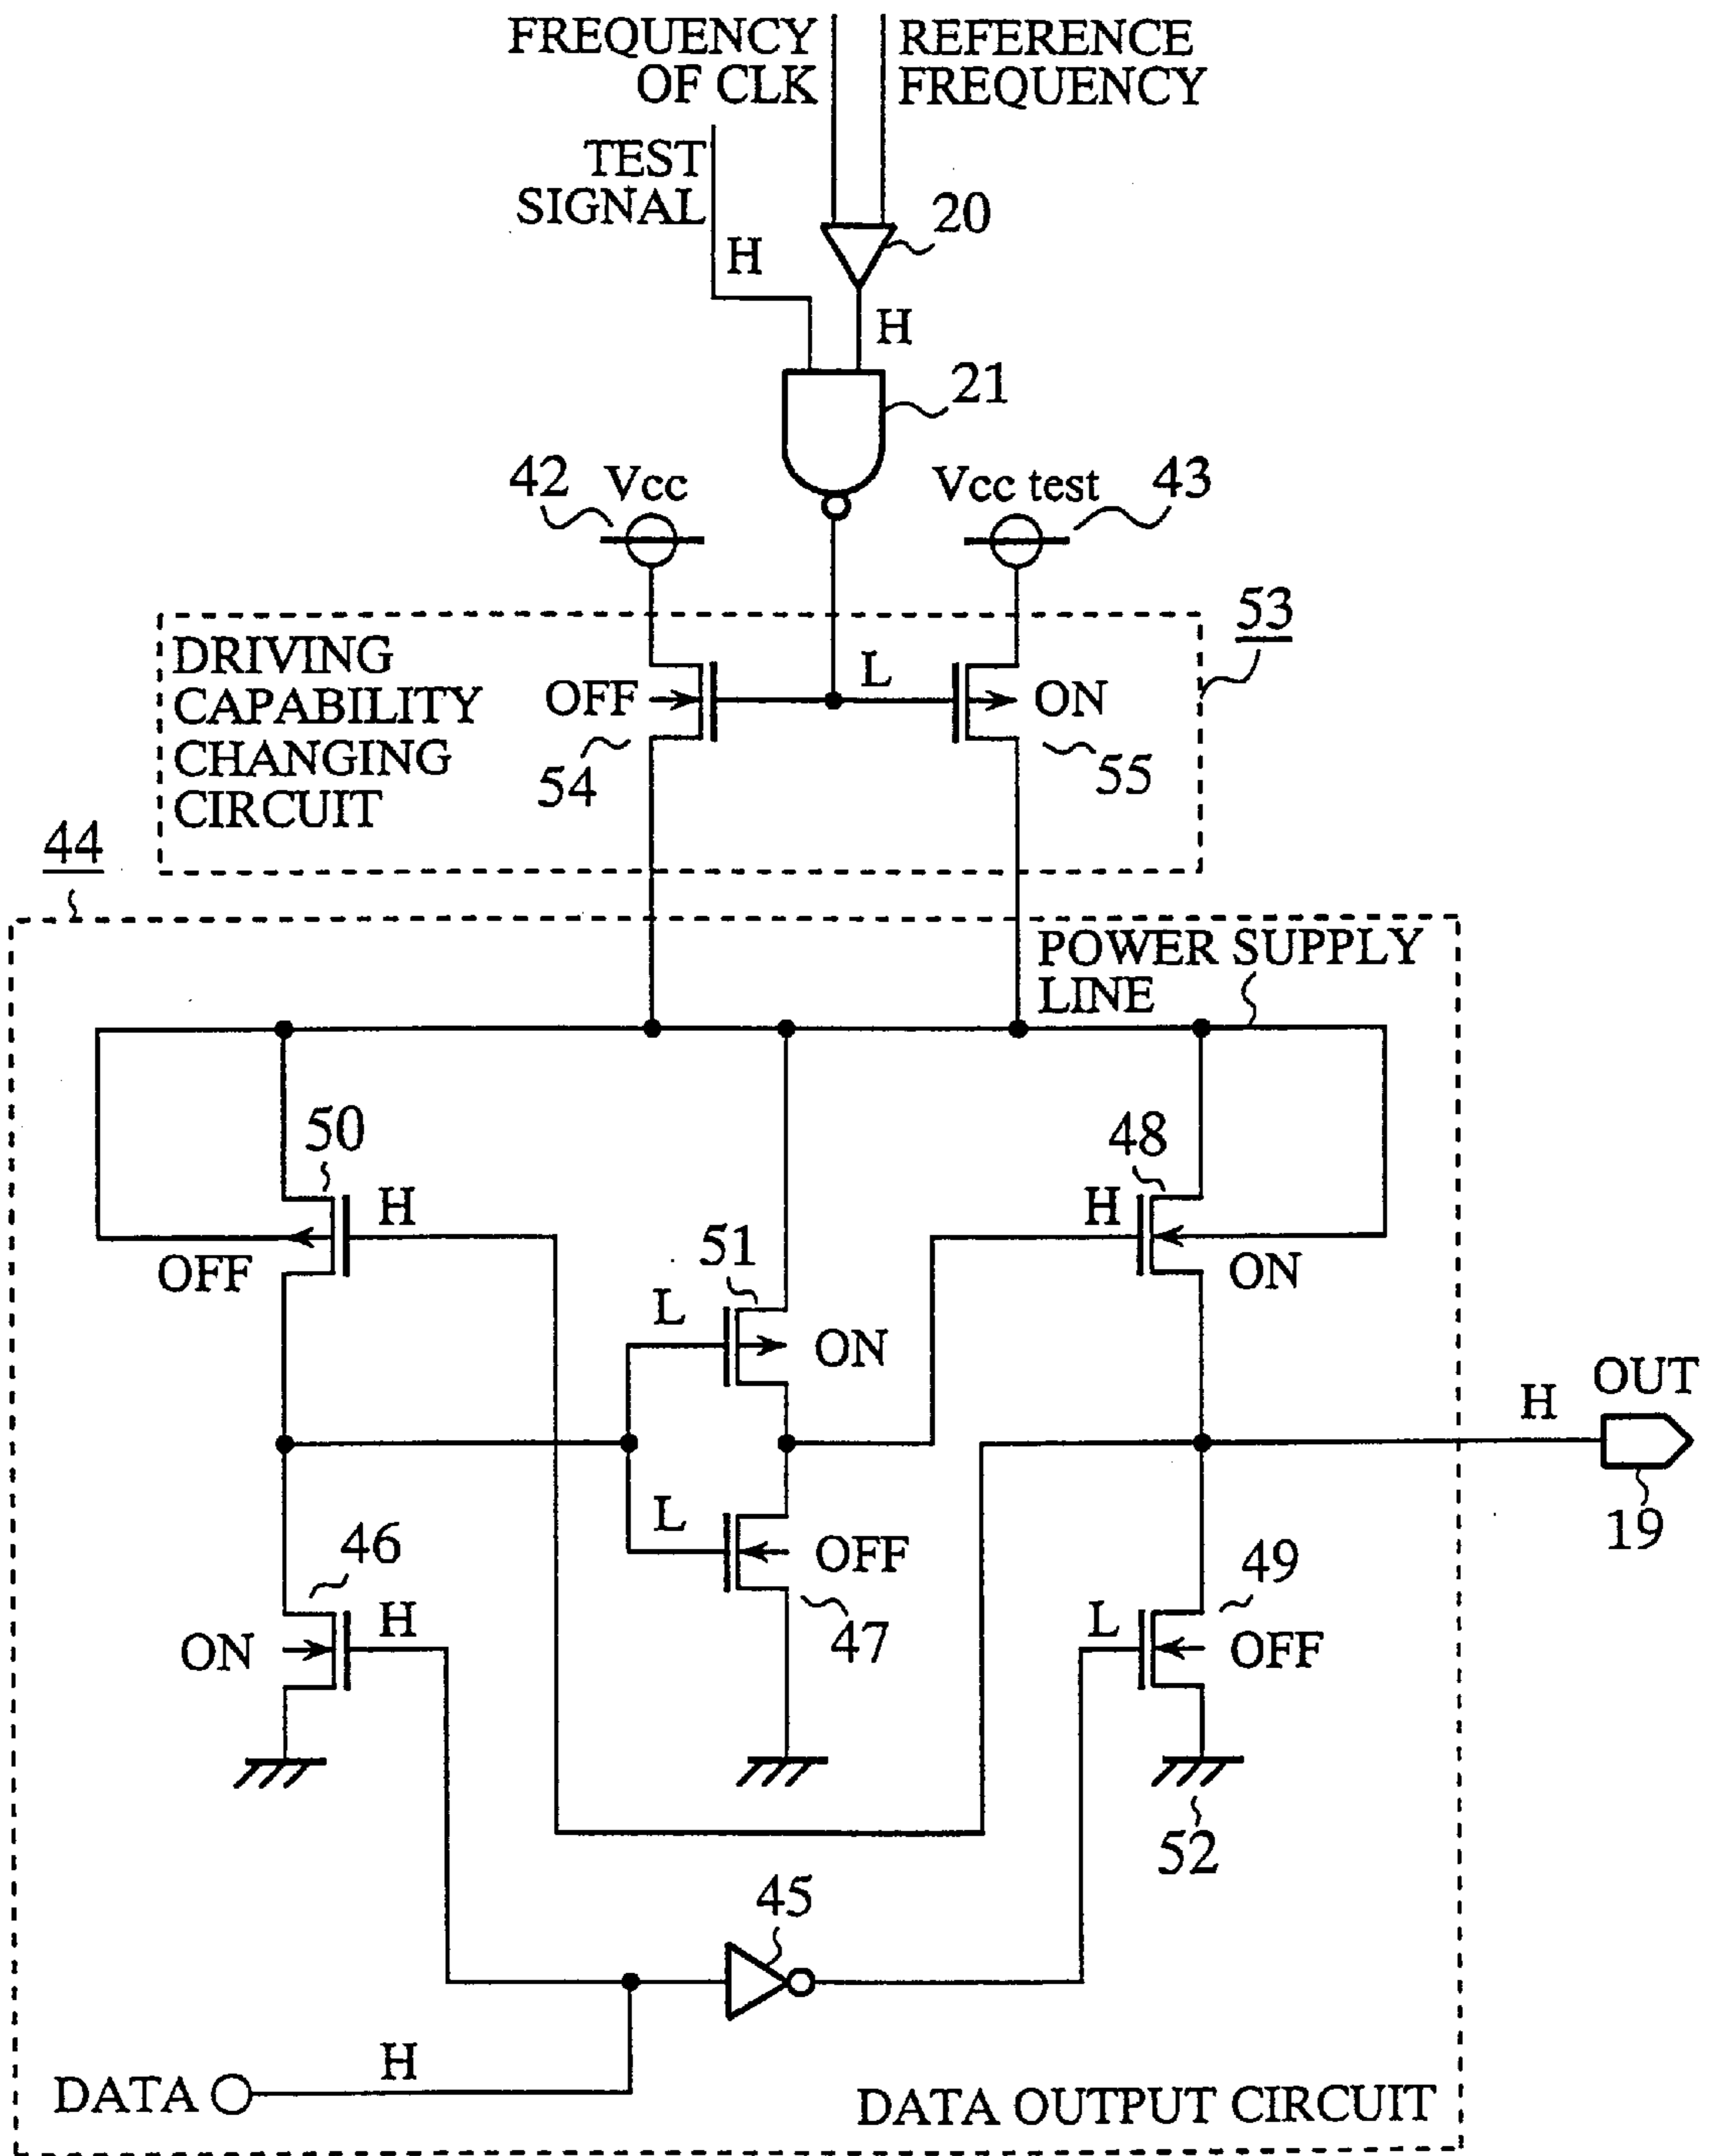 FREQUENCY
OF CLK
REFERENCE
FREQUENCY
TEST
SIGNAL
H
20
H
21
42
Vcc
Vcc test
43
53
DRIVING
CAPABILITY
CHANGING
CIRCUIT
OFF
L
ON
54
55
44
POWER SUPPLY
LINE
50
H
OFF
51
L
ON
48
H
ON
H
OUT
19
46
H
ON
L
OFF
47
49
L
OFF
52
45
H
DATA
DATA OUTPUT CIRCUIT